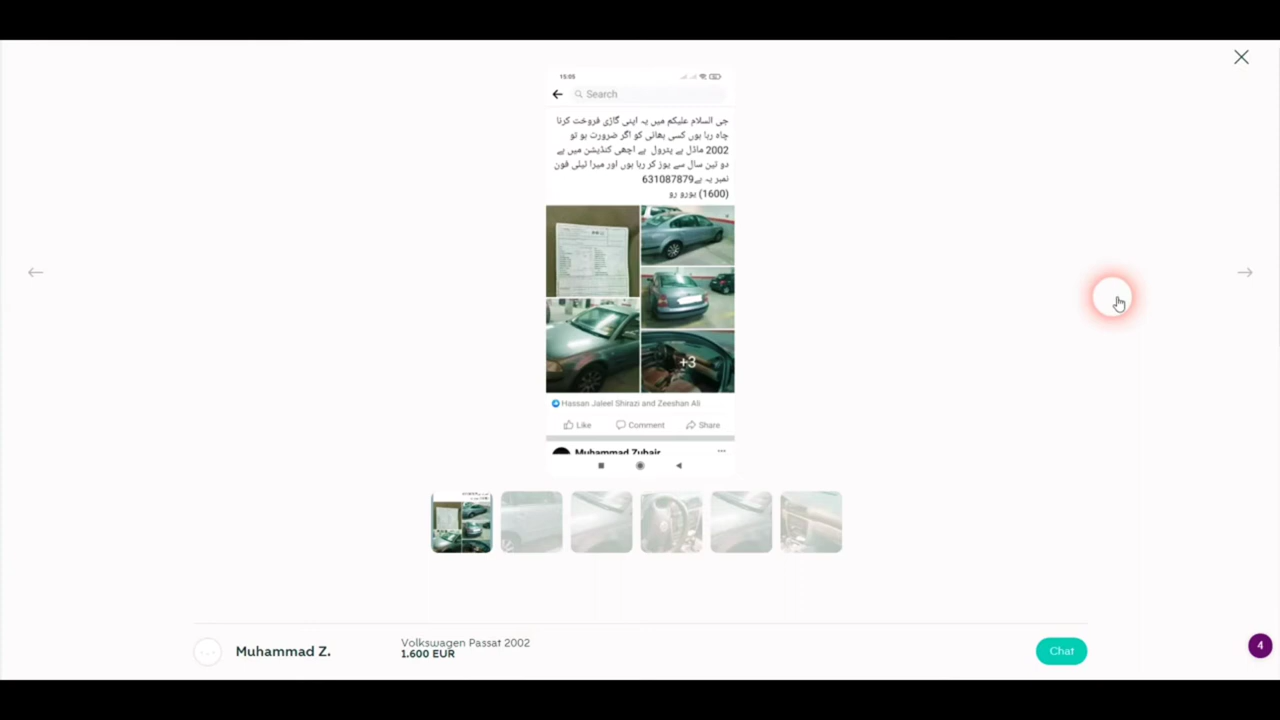 15:05
Search
جی السلام علیکم میں یہ اپنی گاڑی فروخت کرنا
چاہ رہا ہوں کسی بھائی کو اگر ضرورت ہو تو
2002 ماڈل ہے پٹرول ہے اچھی کنڈیشن میں ہے
دو تین سال سے یوز کر رہا ہوں اور میرا ٹیلی فون
نمبر یہ ہے631087879
(1600) یورو رو
+3
Hassan Jaleel Shirazi and Zeeshan Ali
Like Comment Share
Muhammad Zubair
Muhammad Z.
Volkswagen Passat 2002
1.600 EUR
Chat
4